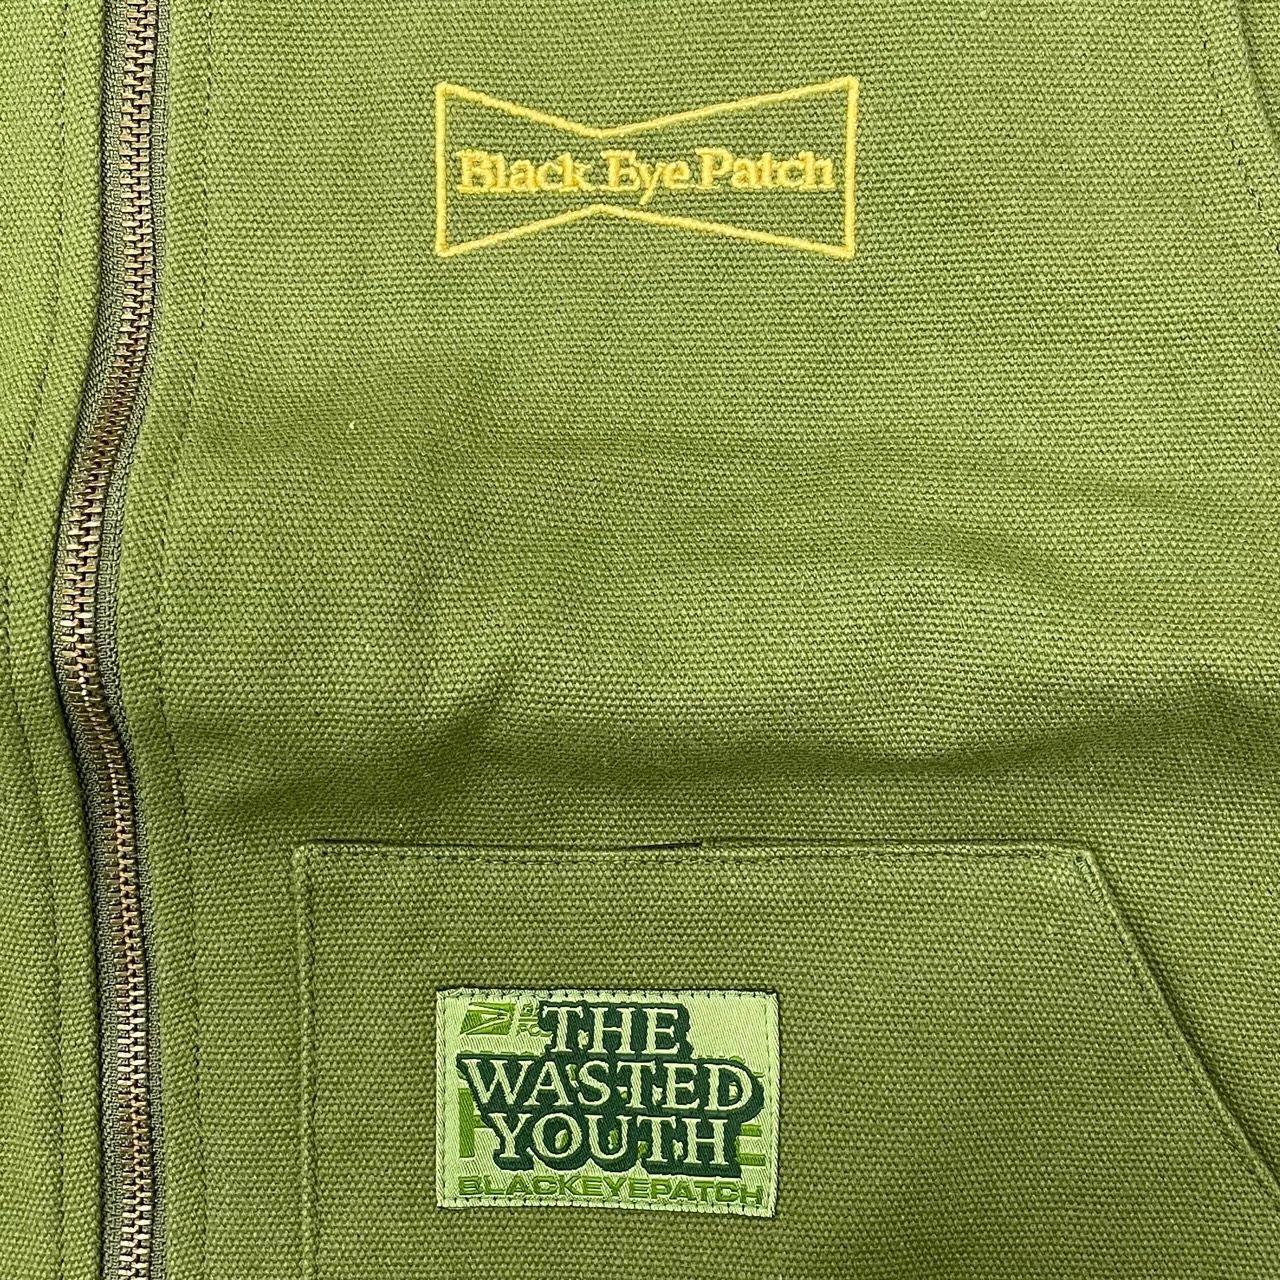 Black Eye Patch
THE
WASTED
YOUTH
BLACKEYEPATCH